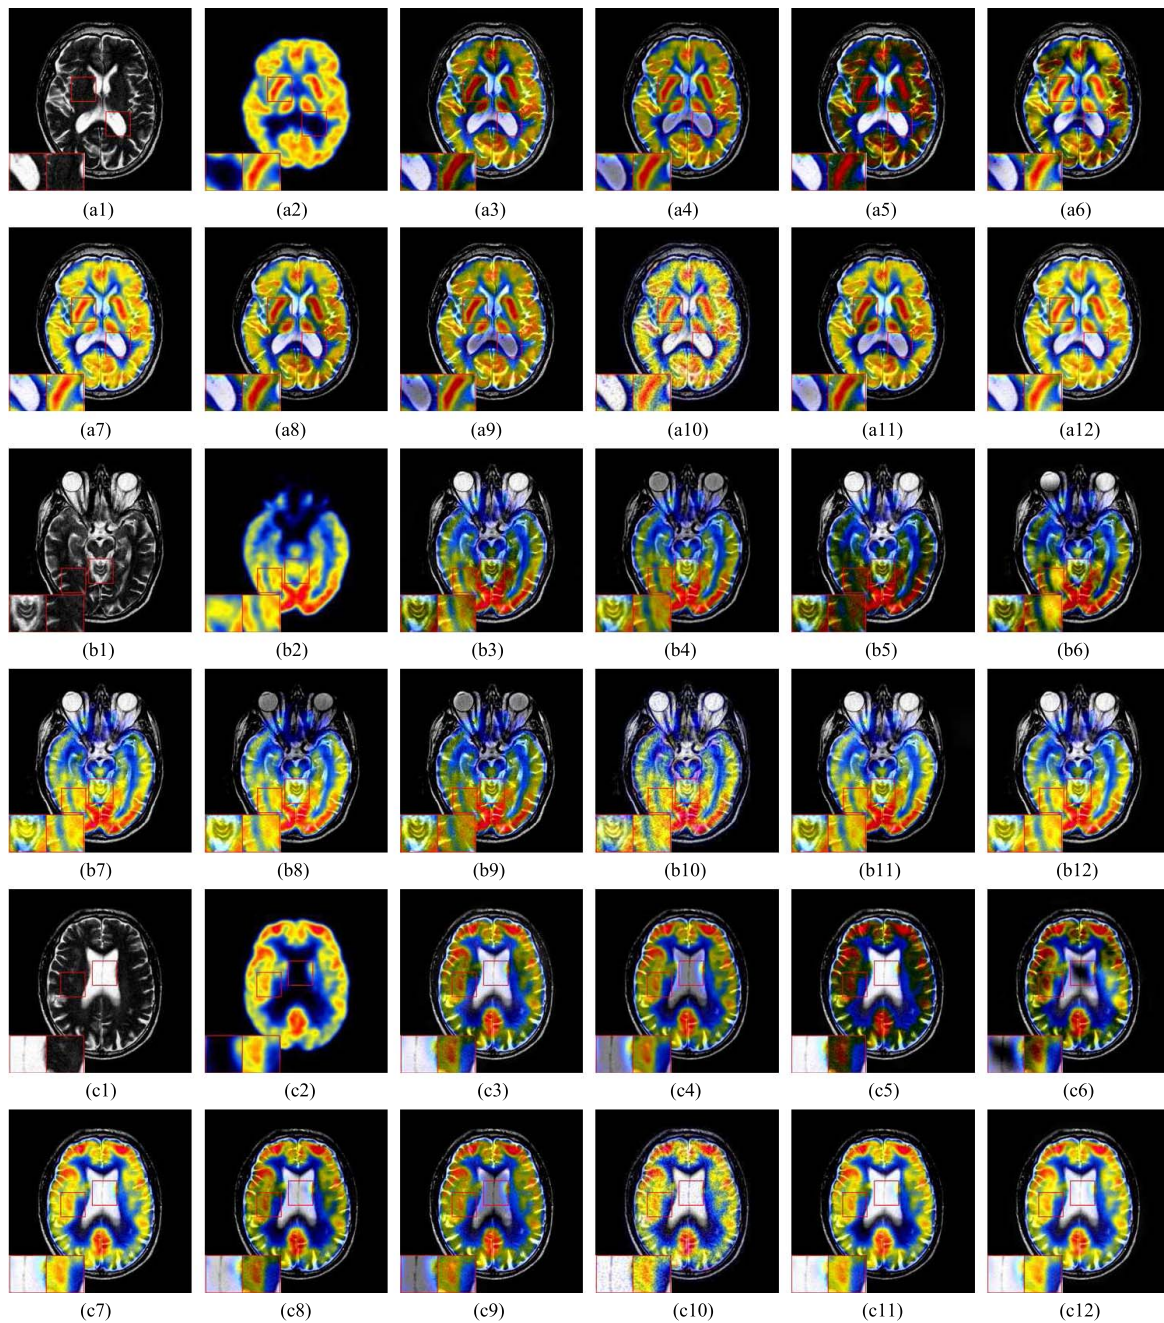 (a1) (a2) (a3) (a4) (a5) (a6)
(a7) (a8) (a9) (a10) (a11) (a12)
(b1) (b2) (b3) (b4) (b5) (b6)
(b7) (b8) (b9) (b10) (b11) (b12)
(c1) (c2) (c3) (c4) (c5) (c6)
(c7) (c8) (c9) (c10) (c11) (c12)